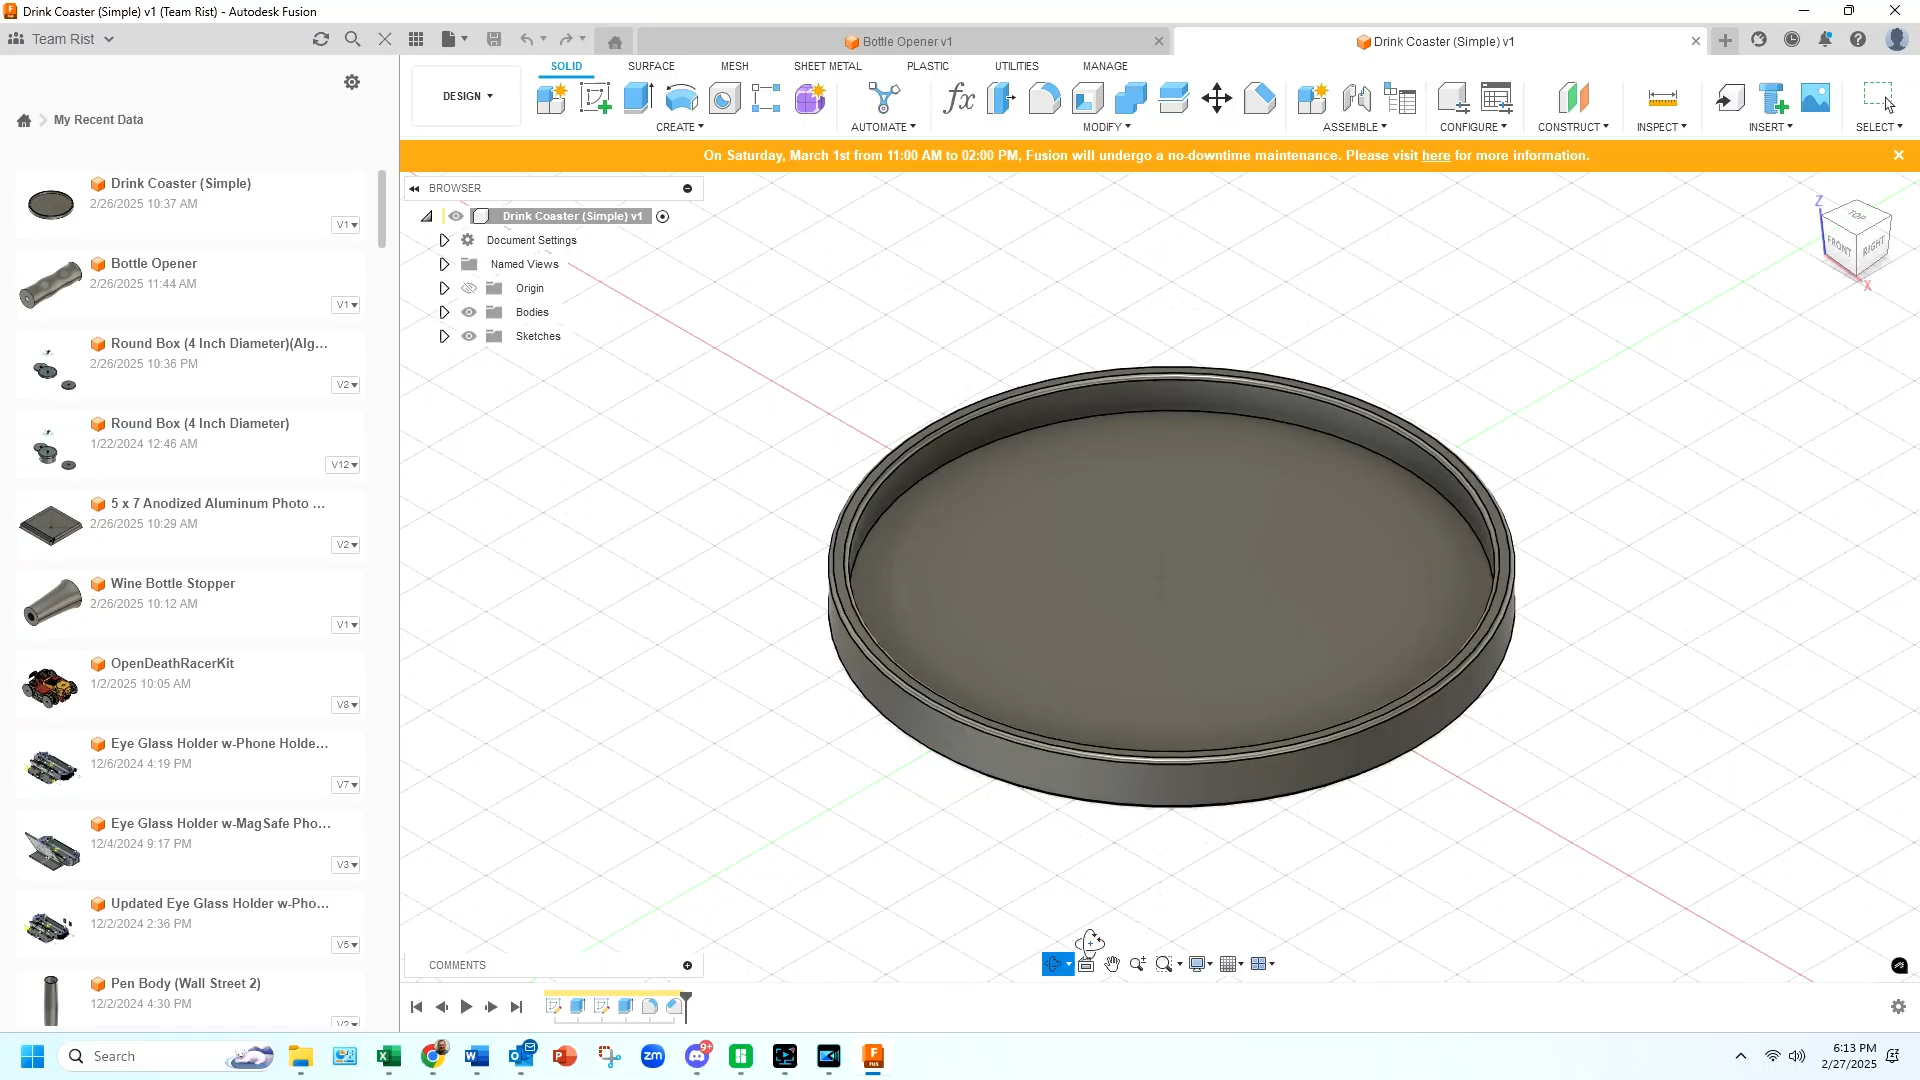 Drink Coaster (Simple) v1 (Team Rist) - Autodesk Fusion
Team Rist
Bottle Opener v1
Drink Coaster (Simple) v1
SOLID SURFACE MESH SHEET METAL PLASTIC UTILITIES MANAGE
DESIGN
CREATE AUTOMATE MODIFY ASSEMBLE CONFIGURE CONSTRUCT INSPECT INSERT SELECT
On Saturday, March 1st from 11:00 AM to 02:00 PM, Fusion will undergo a no-downtime maintenance. Please visit here for more information.
My Recent Data
Drink Coaster (Simple)
2/26/2025 10:37 AM
V1
Bottle Opener
2/26/2025 11:44 AM
V1
Round Box (4 Inch Diameter)(Alg...
2/26/2025 10:36 PM
V2
Round Box (4 Inch Diameter)
1/22/2024 12:46 AM
V12
5 x 7 Anodized Aluminum Photo ...
2/26/2025 10:29 AM
V2
Wine Bottle Stopper
2/26/2025 10:12 AM
V1
OpenDeathRacerKit
1/2/2025 10:05 AM
V8
Eye Glass Holder w-Phone Holde...
12/6/2024 4:19 PM
V7
Eye Glass Holder w-MagSafe Pho...
12/4/2024 9:17 PM
V3
Updated Eye Glass Holder w-Pho...
12/2/2024 2:36 PM
V5
Pen Body (Wall Street 2)
12/2/2024 4:30 PM
V2
BROWSER
Drink Coaster (Simple) v1
Document Settings
Named Views
Origin
Bodies
Sketches
Z
TOP
FRONT
RIGHT
X
COMMENTS
Search
9+
6:13 PM
2/27/2025